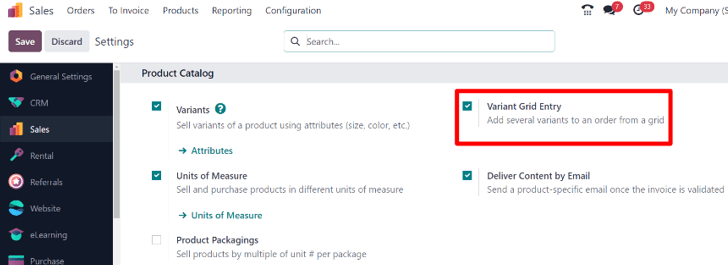 Sales Orders To Invoice Products Reporting Configuration 7 33 My Company (S
Save Discard Settings Search...
General Settings
CRM
Sales
Rental
Referrals
Website
eLearning
Purchase
Product Catalog
Variants ?
Sell variants of a product using attributes (size, color, etc.)
→ Attributes
Variant Grid Entry
Add several variants to an order from a grid
Units of Measure
Sell and purchase products in different units of measure
→ Units of Measure
Deliver Content by Email
Send a product-specific email once the invoice is validated
Product Packagings
Sell products by multiple of unit # per package